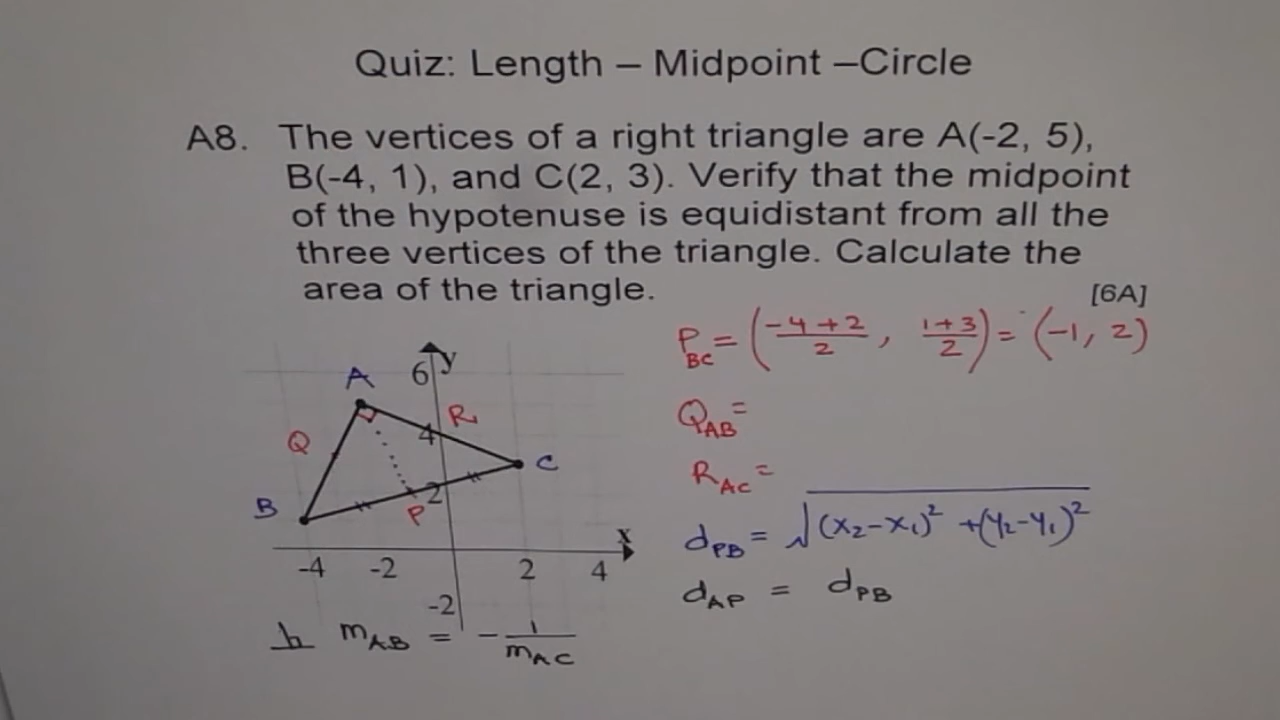 Quiz: Length – Midpoint –Circle
A8. The vertices of a right triangle are A(-2, 5),
B(-4, 1), and C(2, 3). Verify that the midpoint
of the hypotenuse is equidistant from all the
three vertices of the triangle. Calculate the
area of the triangle.
[6A]
P_BC = ((-4+2)/2, (1+3)/2) = (-1, 2)
Q_AB =
R_AC =
d_PB = √((x₂-x₁)² + (y₂-y₁)²)
d_AP = d_PB
A
6
y
Q
R
4
C
B
P
2
x
-4 -2 2 4
-2
m_AB = - 1/m_AC